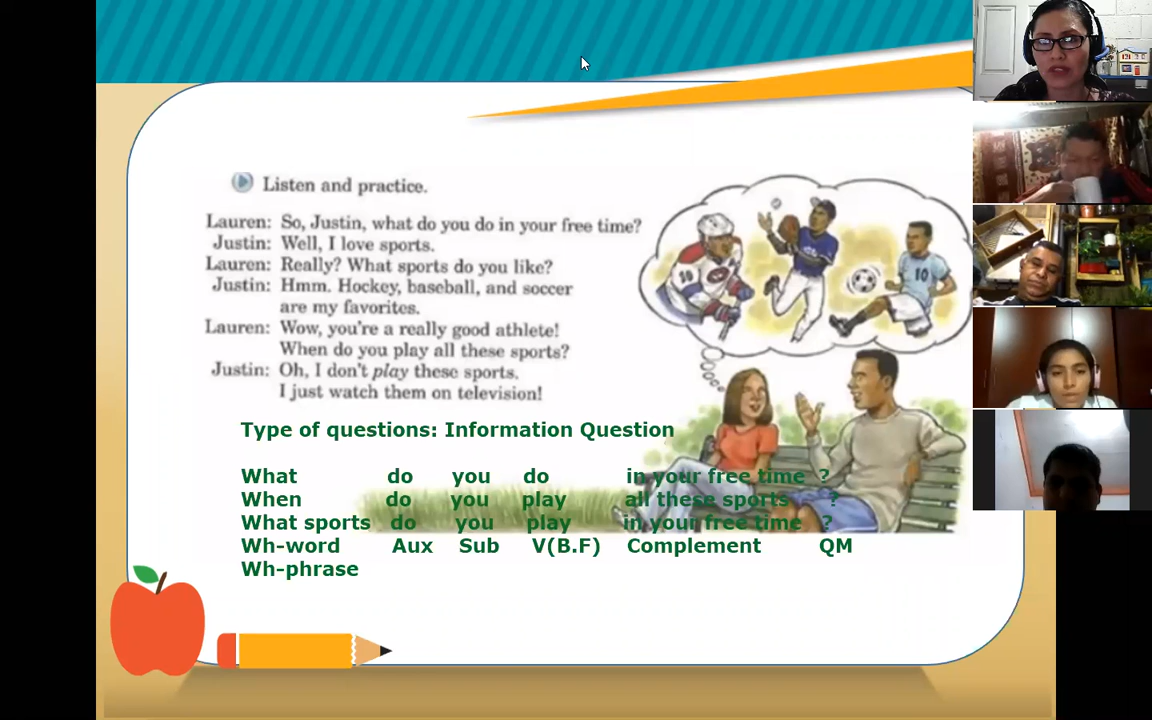 Listen and practice.
Lauren: So, Justin, what do you do in your free time?
Justin: Well, I love sports.
Lauren: Really? What sports do you like?
Justin: Hmm. Hockey, baseball, and soccer
are my favorites.
Lauren: Wow, you're a really good athlete!
When do you play all these sports?
Justin: Oh, I don't play these sports.
I just watch them on television!
Type of questions: Information Question
What do you do in your free time ?
When do you play all these sports ?
What sports do you play in your free time ?
Wh-word Aux Sub V(B.F) Complement QM
Wh-phrase
10
10